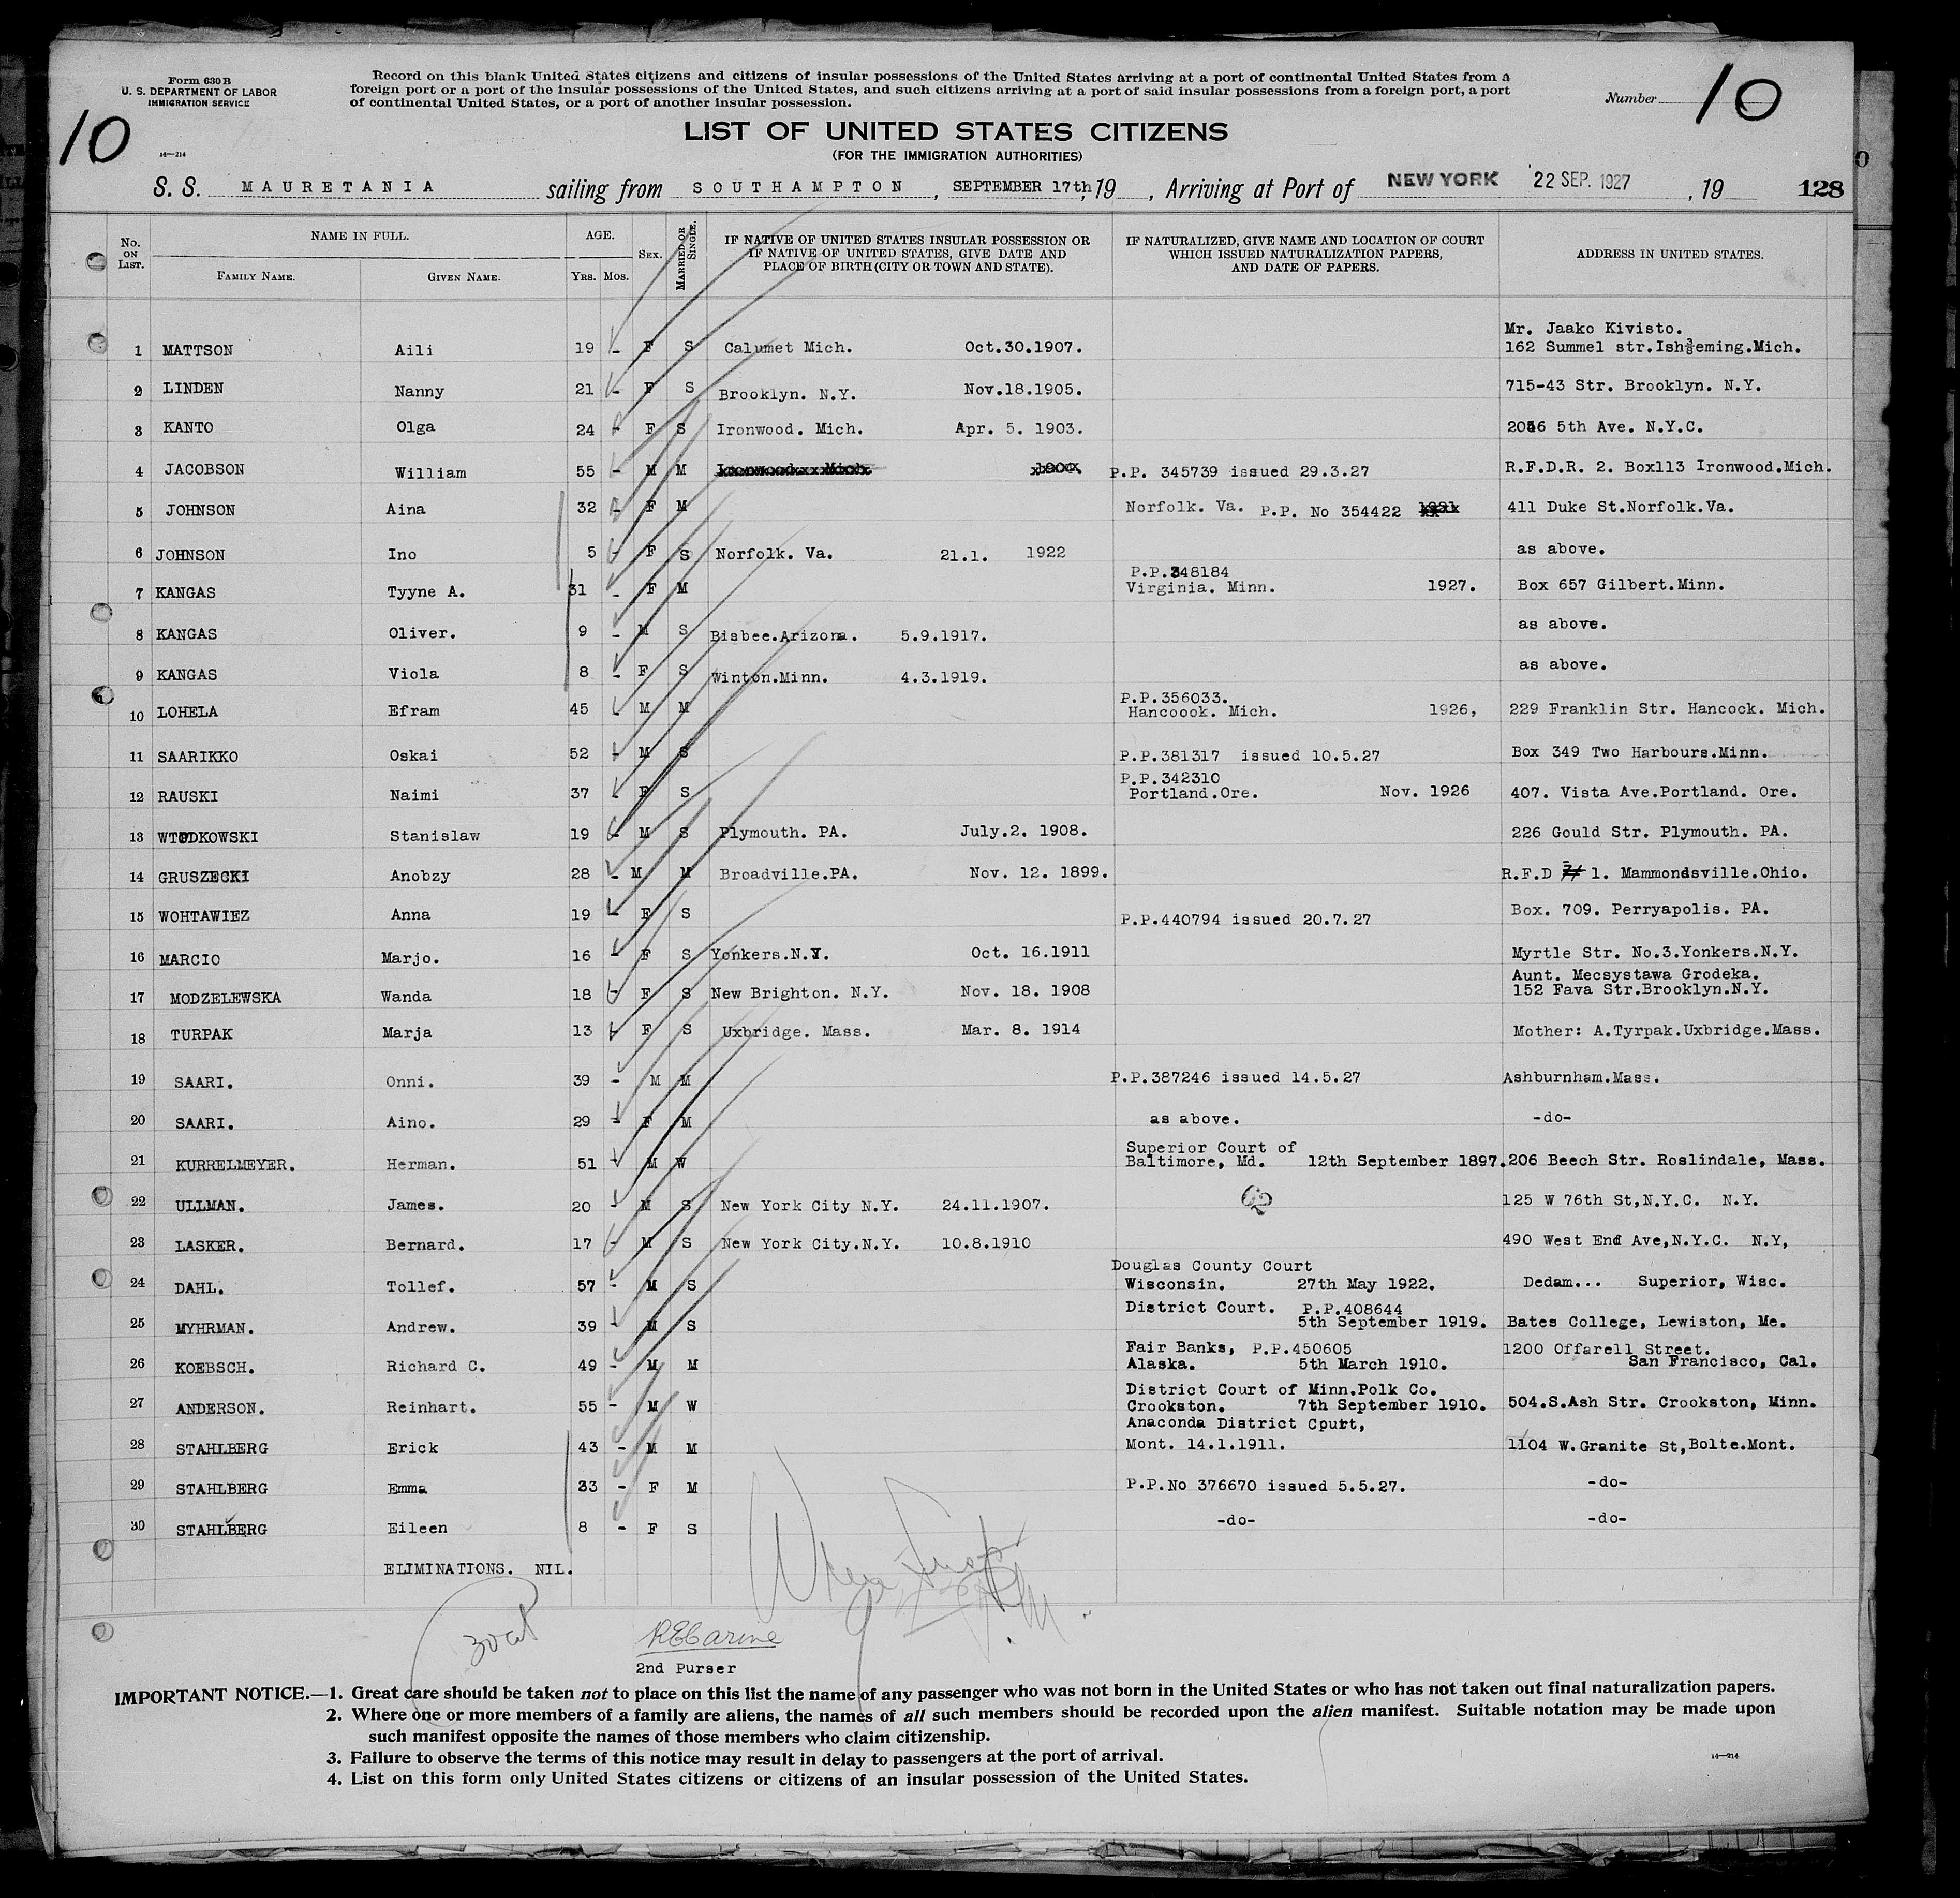 Form 630 B
U. S. DEPARTMENT OF LABOR
IMMIGRATION SERVICE
Record on this blank United States citizens and citizens of insular possessions of the United States arriving at a port of continental United States from a
foreign port or a port of the insular possessions of the United States, and such citizens arriving at a port of said insular possessions from a foreign port, a port
of continental United States, or a port of another insular possession.
Number 10
10
14—214
LIST OF UNITED STATES CITIZENS
(FOR THE IMMIGRATION AUTHORITIES)
S. S. MAURETANIA sailing from SOUTHAMPTON, SEPTEMBER 17th, 19 , Arriving at Port of NEW YORK 22 SEP. 1927 , 19 128
No. ON LIST. NAME IN FULL. FAMILY NAME. GIVEN NAME. AGE. Yrs. Mos. SEX. MARRIED OR SINGLE. IF NATIVE OF UNITED STATES INSULAR POSSESSION OR IF NATIVE OF UNITED STATES, GIVE DATE AND PLACE OF BIRTH (CITY OR TOWN AND STATE). IF NATURALIZED, GIVE NAME AND LOCATION OF COURT WHICH ISSUED NATURALIZATION PAPERS, AND DATE OF PAPERS. ADDRESS IN UNITED STATES.
Mr. Jaako Kivisto.
1 MATTSON Aili 19 - F S Calumet Mich. Oct.30.1907. 162 Summel str.Ishpeming.Mich.
2 LINDEN Nanny 21 - F S Brooklyn. N.Y. Nov.18.1905. 715-43 Str. Brooklyn. N.Y.
3 KANTO Olga 24 - F S Ironwood. Mich. Apr. 5. 1903. 5th Ave. N.Y.C.
4 JACOBSON William 55 - M M P.P. 345739 issued 29.3.27 R.F.D.R. 2. Box113 Ironwood.Mich.
5 JOHNSON Aina 32 - F M Norfolk. Va. P.P. No 354422 411 Duke St.Norfolk.Va.
6 JOHNSON Ino 5 - F S Norfolk. Va. 21.1. 1922 as above.
P.P.348184
7 KANGAS Tyyne A. 31 - F M Virginia. Minn. 1927. Box 657 Gilbert.Minn.
8 KANGAS Oliver. 9 - M S Bisbee.Arizona. 5.9.1917. as above.
9 KANGAS Viola 8 - F S Winton.Minn. 4.3.1919. as above.
P.P.356033.
10 LOHELA Efram 45 - M M Hancoook. Mich. 1926, 229 Franklin Str. Hancock. Mich.
11 SAARIKKO Oskai 52 - M S P.P.381317 issued 10.5.27 Box 349 Two Harbours.Minn.
P.P.342310
12 RAUSKI Naimi 37 - F S Portland.Ore. Nov. 1926 407. Vista Ave.Portland. Ore.
13 Stanislaw 19 - M S Plymouth. PA. July.2. 1908. 226 Gould Str. Plymouth. PA.
14 GRUSZECKI Anobzy 28 - M M Broadville.PA. Nov. 12. 1899. R.F.D 1. Mammondsville.Ohio.
15 WOHTAWIEZ Anna 19 - F S P.P.440794 issued 20.7.27 Box. 709. Perryapolis. PA.
16 MARCIO Marjo. 16 - F S Yonkers.N.Y. Oct. 16.1911 Myrtle Str. No.3.Yonkers.N.Y.
Aunt. Mecsystawa Grodeka.
17 MODZELEWSKA Wanda 18 - F S New Brighton. N.Y. Nov. 18. 1908 152 Fava Str.Brooklyn.N.Y.
18 TURPAK Marja 13 - F S Uxbridge. Mass. Mar. 8. 1914 Mother: A.Tyrpak.Uxbridge.Mass.
19 SAARI. Onni. 39 - M M P.P.387246 issued 14.5.27 Ashburnham.Mass.
20 SAARI. Aino. 29 - F M as above. -do-
Superior Court of
21 KURRELMEYER. Herman. 51 - M W Baltimore, Md. 12th September 1897. 206 Beech Str. Roslindale, Mass.
22 ULLMAN. James. 20 - M S New York City N.Y. 24.11.1907. 125 W 76th St,N.Y.C. N.Y.
23 LASKER. Bernard. 17 - M S New York City.N.Y. 10.8.1910 490 West End Ave,N.Y.C. N.Y,
Douglas County Court
24 DAHL. Tollef. 57 - M S Wisconsin. 27th May 1922. Dedam... Superior, Wisc.
District Court. P.P.408644
25 MYHRMAN. Andrew. 39 - M S 5th September 1919. Bates College, Lewiston, Me.
Fair Banks, P.P.450605 1200 Offarell Street.
26 KOEBSCH. Richard C. 49 - M M Alaska. 5th March 1910. San Francisco, Cal.
District Court of Minn.Polk Co.
27 ANDERSON. Reinhart. 55 - M W Crookston. 7th September 1910. 504.S.Ash Str. Crookston, Minn.
Anaconda District Cpurt,
28 STAHLBERG Erick 43 - M M Mont. 14.1.1911. 1104 W.Granite St,Bolte.Mont.
29 STAHLBERG Emma 33 - F M P.P.No 376670 issued 5.5.27. -do-
30 STAHLBERG Eileen 8 - F S -do- -do-
ELIMINATIONS. NIL.
2nd Purser
IMPORTANT NOTICE.—1. Great care should be taken not to place on this list the name of any passenger who was not born in the United States or who has not taken out final naturalization papers.
2. Where one or more members of a family are aliens, the names of all such members should be recorded upon the alien manifest. Suitable notation may be made upon
such manifest opposite the names of those members who claim citizenship.
3. Failure to observe the terms of this notice may result in delay to passengers at the port of arrival.
4. List on this form only United States citizens or citizens of an insular possession of the United States.
14—214